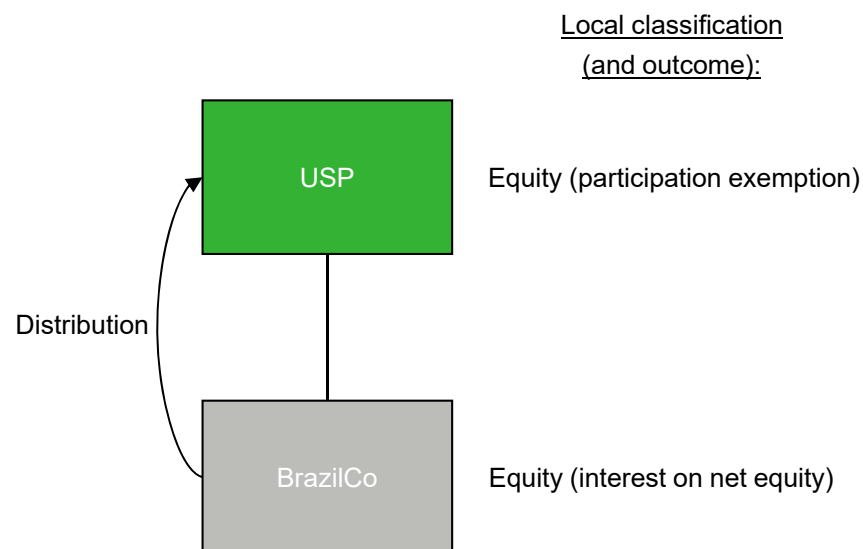 Local classification
(and outcome):
USP
Equity (participation exemption)
Distribution
BrazilCo
Equity (interest on net equity)